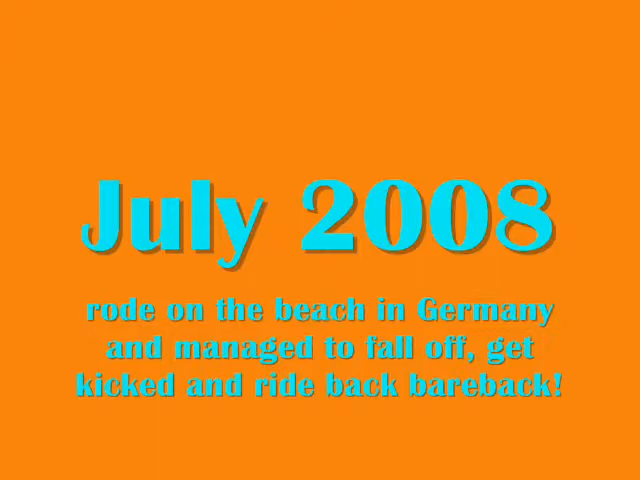 July 2008
rode on the beach in Germany
and managed to fall off, get
kicked and ride back bareback!